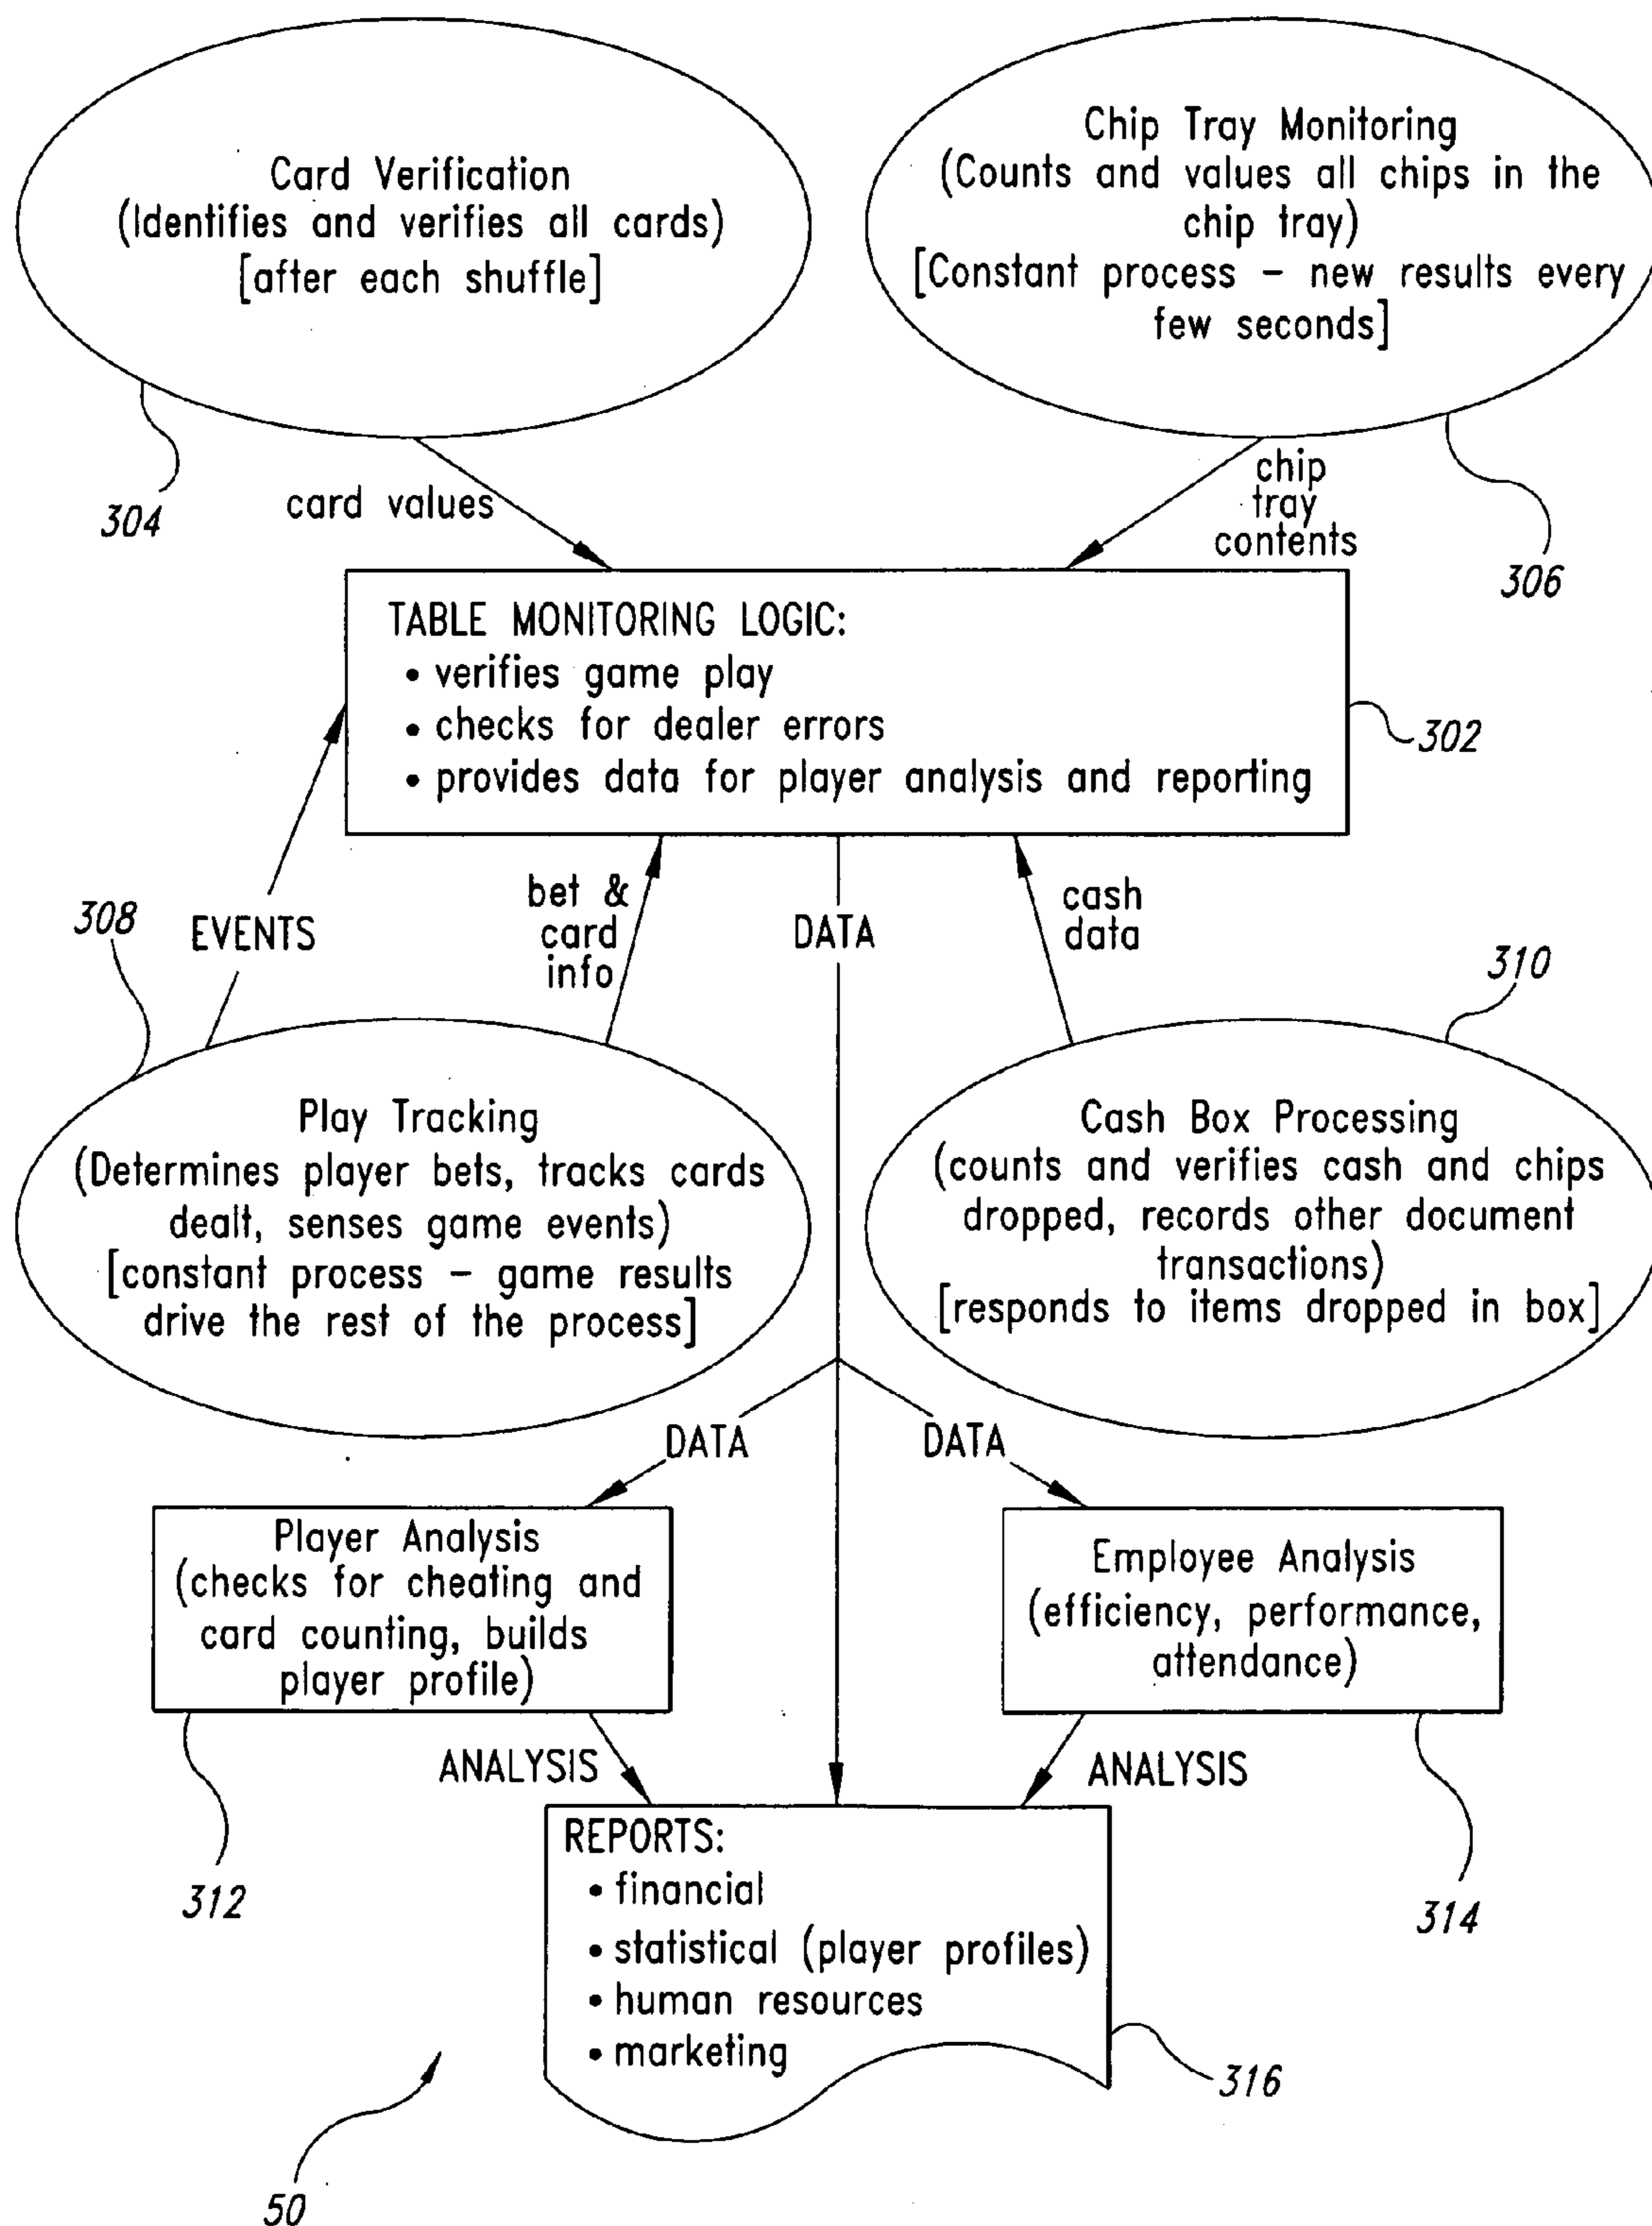 Card Verification
(Identifies and verifies all cards)
[after each shuffle]
304
Chip Tray Monitoring
(Counts and values all chips in the
chip tray)
[Constant process – new results every
few seconds]
306
card values
chip
tray
contents
TABLE MONITORING LOGIC:
• verifies game play
• checks for dealer errors
• provides data for player analysis and reporting
302
308
EVENTS
bet &
card
info
DATA
cash
data
310
Play Tracking
(Determines player bets, tracks cards
dealt, senses game events)
[constant process – game results
drive the rest of the process]
Cash Box Processing
(counts and verifies cash and chips
dropped, records other document
transactions)
[responds to items dropped in box]
DATA
DATA
Player Analysis
(checks for cheating and
card counting, builds
player profile)
312
Employee Analysis
(efficiency, performance,
attendance)
314
ANALYSIS
ANALYSIS
REPORTS:
• financial
• statistical (player profiles)
• human resources
• marketing
316
50